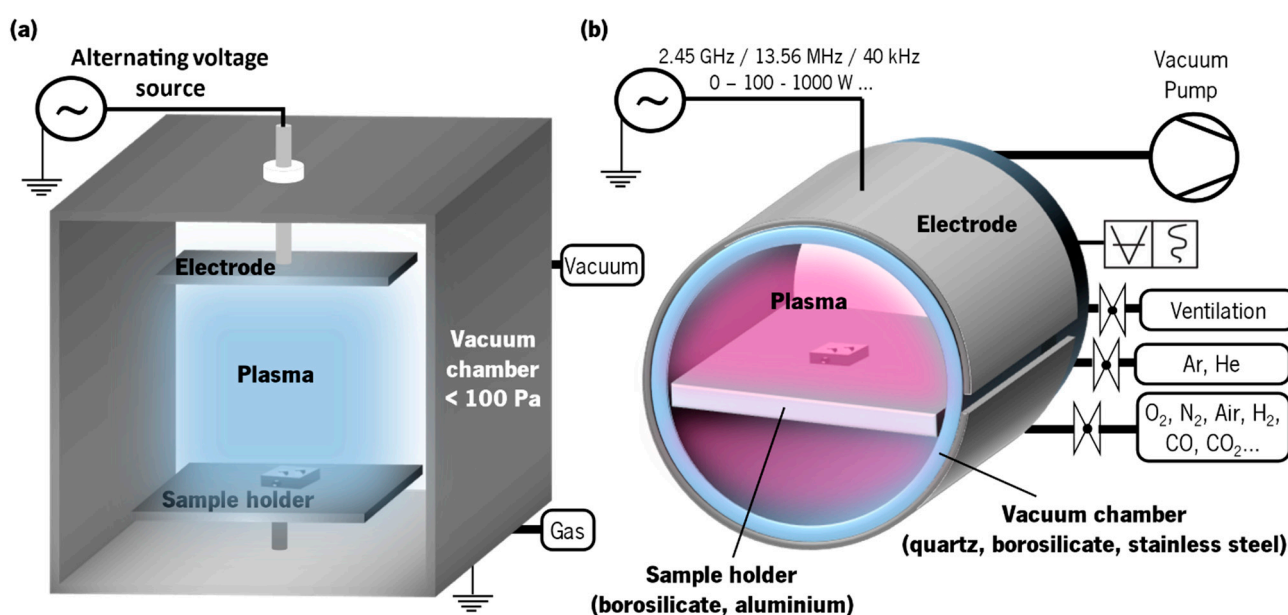 (a)
Alternating voltage
source
Electrode
Plasma
Sample holder
Vacuum
chamber
< 100 Pa
Vacuum
Gas
(b)
2.45 GHz / 13.56 MHz / 40 kHz
0 – 100 - 1000 W ...
Vacuum
Pump
Electrode
Plasma
Ventilation
Ar, He
O₂, N₂, Air, H₂,
CO, CO₂...
Vacuum chamber
(quartz, borosilicate, stainless steel)
Sample holder
(borosilicate, aluminium)